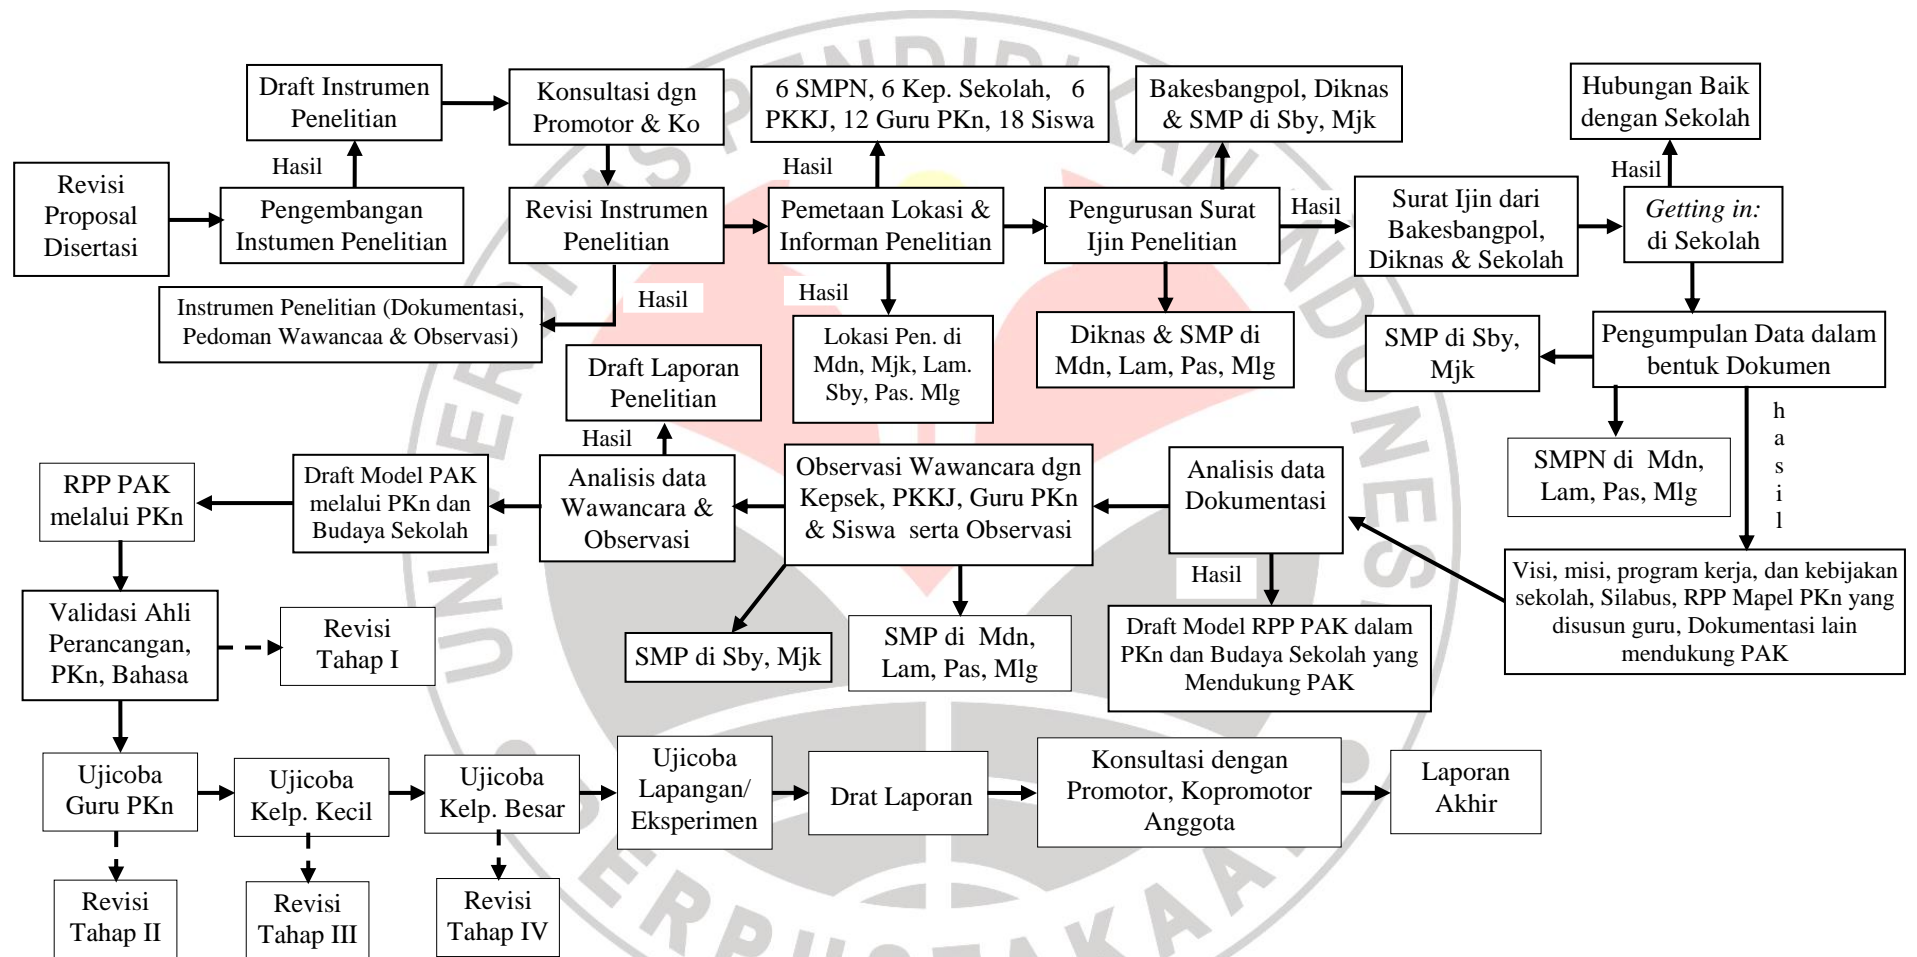 Draft Instrumen
Penelitian
Konsultasi dgn
Promotor & Ko
6 SMPN, 6 Kep. Sekolah, 6
PKKJ, 12 Guru PKn, 18 Siswa
Bakesbangpol, Diknas
& SMP di Sby, Mjk
Hubungan Baik
dengan Sekolah
Hasil
Hasil
Hasil
Revisi
Proposal
Disertasi
Pengembangan
Instumen Penelitian
Revisi Instrumen
Penelitian
Pemetaan Lokasi &
Informan Penelitian
Pengurusan Surat
Ijin Penelitian
Hasil
Surat Ijin dari
Bakesbangpol,
Diknas & Sekolah
Getting in:
di Sekolah
Instrumen Penelitian (Dokumentasi,
Pedoman Wawancaa & Observasi)
Hasil
Hasil
Lokasi Pen. di
Mdn, Mjk, Lam.
Sby, Pas. Mlg
Diknas & SMP di
Mdn, Lam, Pas, Mlg
SMP di Sby,
Mjk
Pengumpulan Data dalam
bentuk Dokumen
Draft Laporan
Penelitian
Hasil
h
a
s
i
l
SMPN di Mdn,
Lam, Pas, Mlg
RPP PAK
melalui PKn
Draft Model PAK
melalui PKn dan
Budaya Sekolah
Analisis data
Wawancara &
Observasi
Observasi Wawancara dgn
Kepsek, PKKJ, Guru PKn
& Siswa serta Observasi
Analisis data
Dokumentasi
Hasil
Visi, misi, program kerja, dan kebijakan
sekolah, Silabus, RPP Mapel PKn yang
disusun guru, Dokumentasi lain
mendukung PAK
Validasi Ahli
Perancangan,
PKn, Bahasa
Revisi
Tahap I
SMP di Sby, Mjk
SMP di Mdn,
Lam, Pas, Mlg
Draft Model RPP PAK dalam
PKn dan Budaya Sekolah yang
Mendukung PAK
Ujicoba
Guru PKn
Ujicoba
Kelp. Kecil
Ujicoba
Kelp. Besar
Ujicoba
Lapangan/
Eksperimen
Drat Laporan
Konsultasi dengan
Promotor, Kopromotor
Anggota
Laporan
Akhir
Revisi
Tahap II
Revisi
Tahap III
Revisi
Tahap IV
UNIVERSITAS PENDIDIKAN INDONESIA
PERPUSTAKAAN